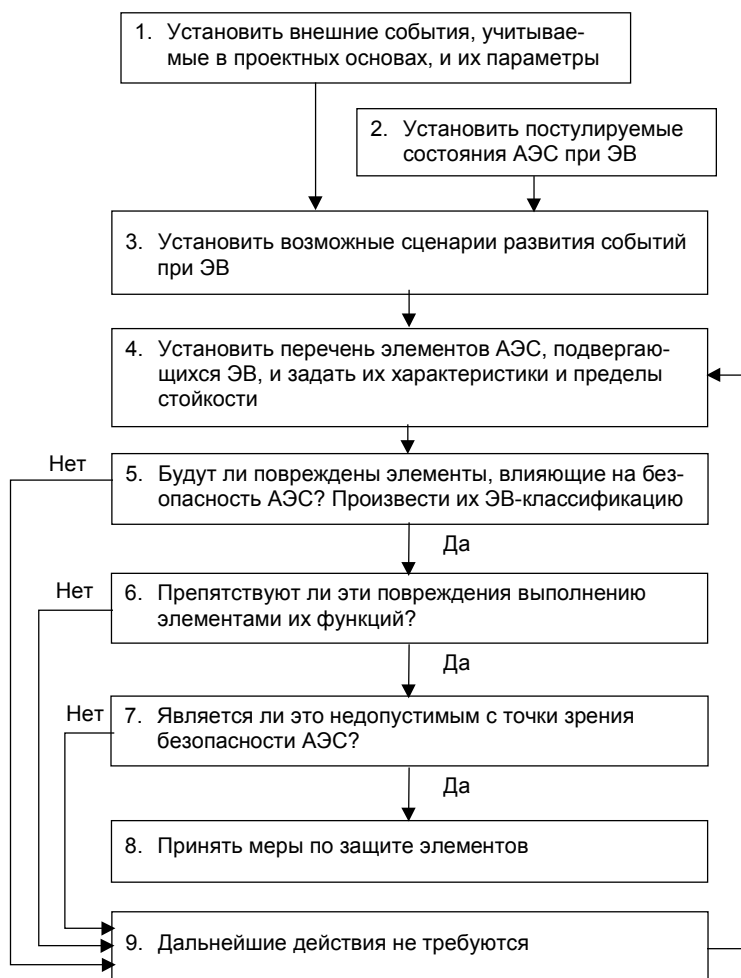 1. Установить внешние события, учитывае-
мые в проектных основах, и их параметры
2. Установить постулируемые
состояния АЭС при ЭВ
3. Установить возможные сценарии развития событий
при ЭВ
4. Установить перечень элементов АЭС, подвергаю-
щихся ЭВ, и задать их характеристики и пределы
стойкости
Нет
5. Будут ли повреждены элементы, влияющие на без-
опасность АЭС? Произвести их ЭВ-классификацию
Да
Нет
6. Препятствуют ли эти повреждения выполнению
элементами их функций?
Да
Нет
7. Является ли это недопустимым с точки зрения
безопасности АЭС?
Да
8. Принять меры по защите элементов
9. Дальнейшие действия не требуются